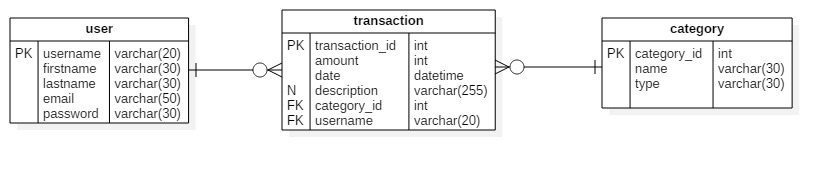 user
PK username varchar(20)
firstname varchar(30)
lastname varchar(30)
email varchar(50)
password varchar(30)
transaction
PK transaction_id int
amount int
date datetime
N description varchar(255)
FK category_id int
FK username varchar(20)
category
PK category_id int
name varchar(30)
type varchar(30)